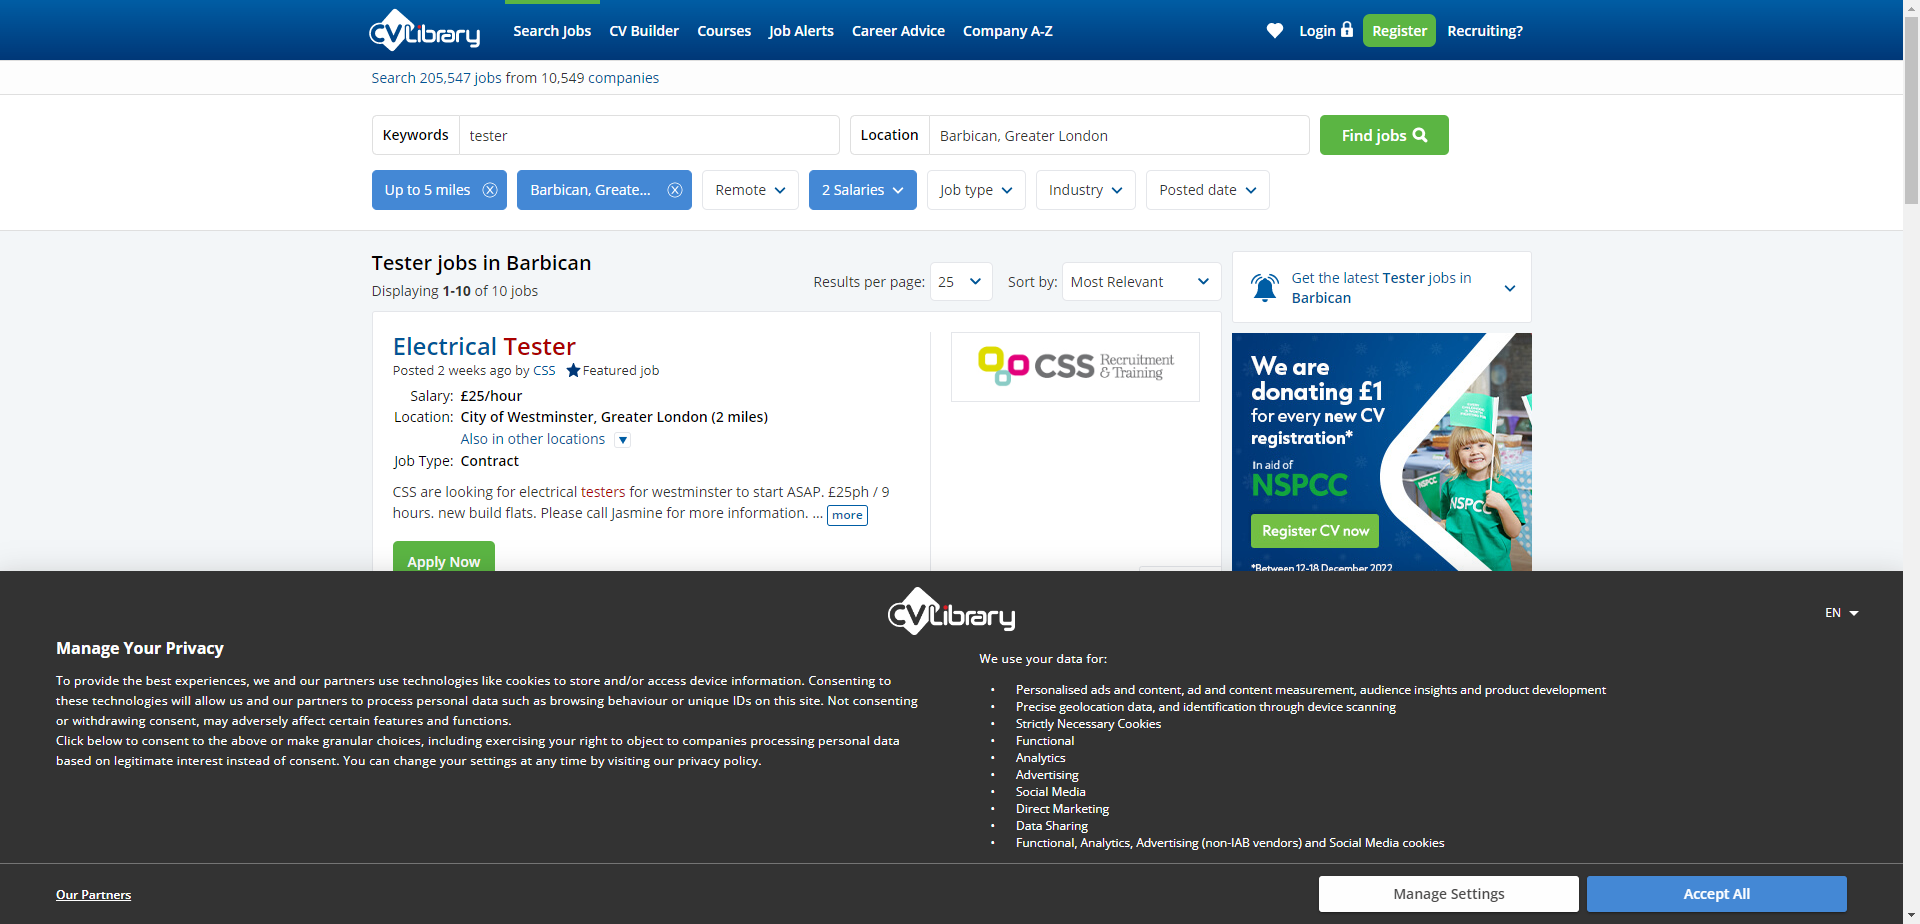 CVLibrary
Search Jobs CV Builder Courses Job Alerts Career Advice Company A-Z Login Register Recruiting?
Search 205,547 jobs from 10,549 companies
Keywords tester Location Barbican, Greater London Find jobs
Up to 5 miles Barbican, Greate... Remote 2 Salaries Job type Industry Posted date
Tester jobs in Barbican
Displaying 1-10 of 10 jobs
Results per page: 25 Sort by: Most Relevant
Get the latest Tester jobs in
Barbican
Electrical Tester
Posted 2 weeks ago by CSS Featured job
Salary: £25/hour
Location: City of Westminster, Greater London (2 miles)
Also in other locations
Job Type: Contract
CSS are looking for electrical testers for westminster to start ASAP. £25ph / 9
hours. new build flats. Please call Jasmine for more information. ... more
Apply Now
CSS Recruitment
& Training
We are
donating £1
for every new CV
registration*
In aid of
NSPCC
Register CV now
*Between 12-18 December 2022
NSPCC
NSPCC
CVLibrary
EN
Manage Your Privacy
To provide the best experiences, we and our partners use technologies like cookies to store and/or access device information. Consenting to
these technologies will allow us and our partners to process personal data such as browsing behaviour or unique IDs on this site. Not consenting
or withdrawing consent, may adversely affect certain features and functions.
Click below to consent to the above or make granular choices, including exercising your right to object to companies processing personal data
based on legitimate interest instead of consent. You can change your settings at any time by visiting our privacy policy.
We use your data for:
• Personalised ads and content, ad and content measurement, audience insights and product development
• Precise geolocation data, and identification through device scanning
• Strictly Necessary Cookies
• Functional
• Analytics
• Advertising
• Social Media
• Direct Marketing
• Data Sharing
• Functional, Analytics, Advertising (non-IAB vendors) and Social Media cookies
Our Partners
Manage Settings
Accept All